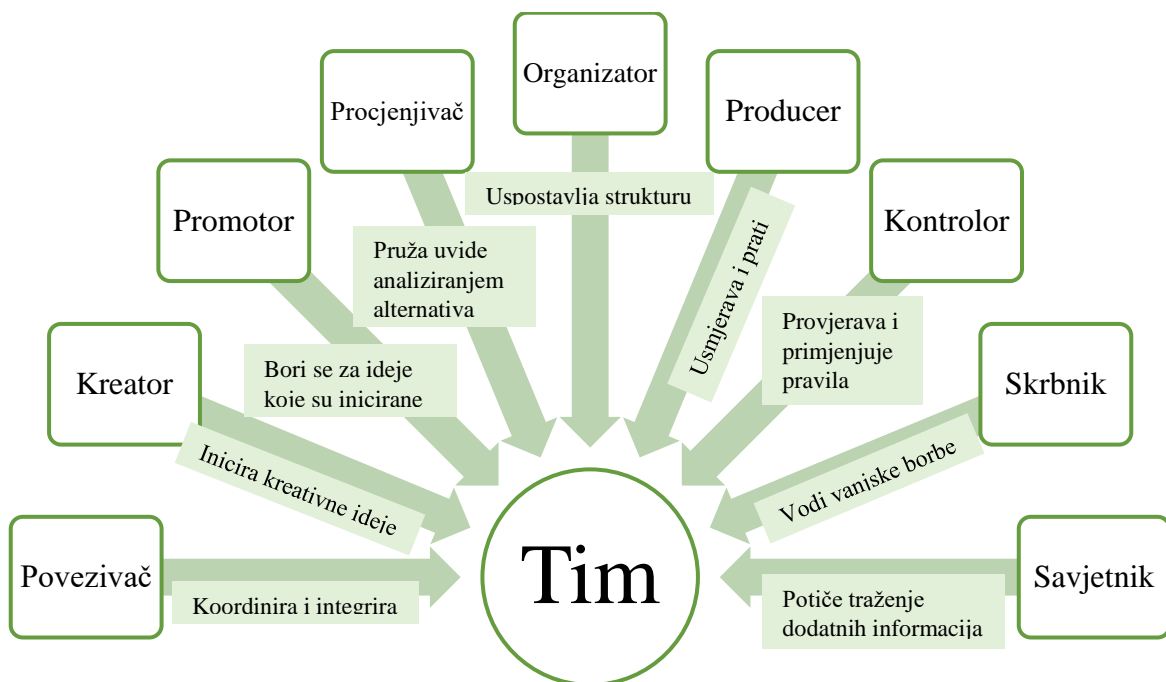 Organizator
Procjenjivač
Producer
Promotor
Kontrolor
Kreator
Skrbnik
Povezivač
Savjetnik
Uspostavlja strukturu
Pruža uvide
analiziranjem
alternativa
Usmjerava i prati
Provjerava i
primjenjuje
pravila
Bori se za ideje
koje su inicirane
Inicira kreativne ideje
Vodi vanjske borbe
Koordinira i integrira
Potiče traženje
dodatnih informacija
Tim